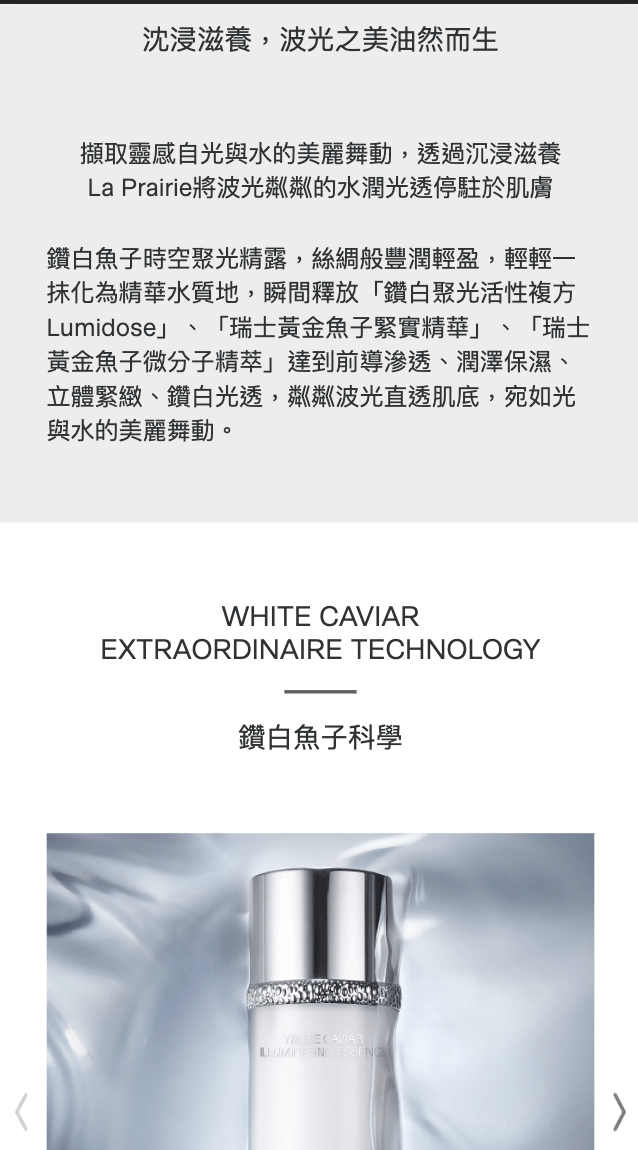 沈浸滋養，波光之美油然而生
擷取靈感自光與水的美麗舞動，透過沉浸滋養
La Prairie將波光粼粼的水潤光透停駐於肌膚
鑽白魚子時空聚光精露，絲綢般豐潤輕盈，輕輕一
抹化為精華水質地，瞬間釋放「鑽白聚光活性複方
Lumidose」、「瑞士黃金魚子緊實精華」、「瑞士
黃金魚子微分子精萃」達到前導滲透、潤澤保濕、
立體緊緻、鑽白光透，粼粼波光直透肌底，宛如光
與水的美麗舞動。
WHITE CAVIAR
EXTRAORDINAIRE TECHNOLOGY
鑽白魚子科學
WHITE CAVIAR
ILLUMINATING ESSENCE